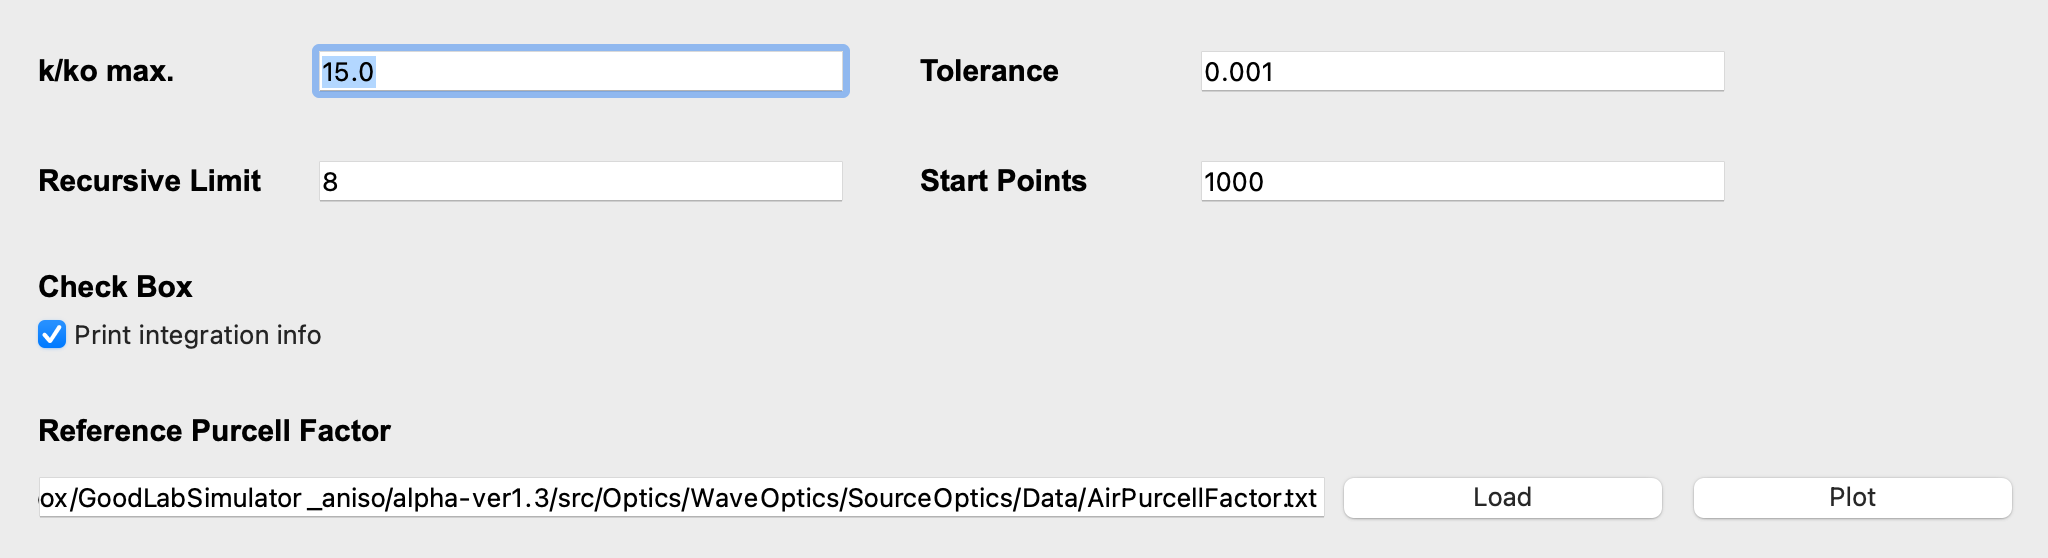 k/ko max. 15.0 Tolerance 0.001
Recursive Limit 8 Start Points 1000
Check Box
Print integration info
Reference Purcell Factor
ox/GoodLabSimulator_aniso/alpha-ver1.3/src/Optics/WaveOptics/SourceOptics/Data/AirPurcellFactor.txt Load Plot